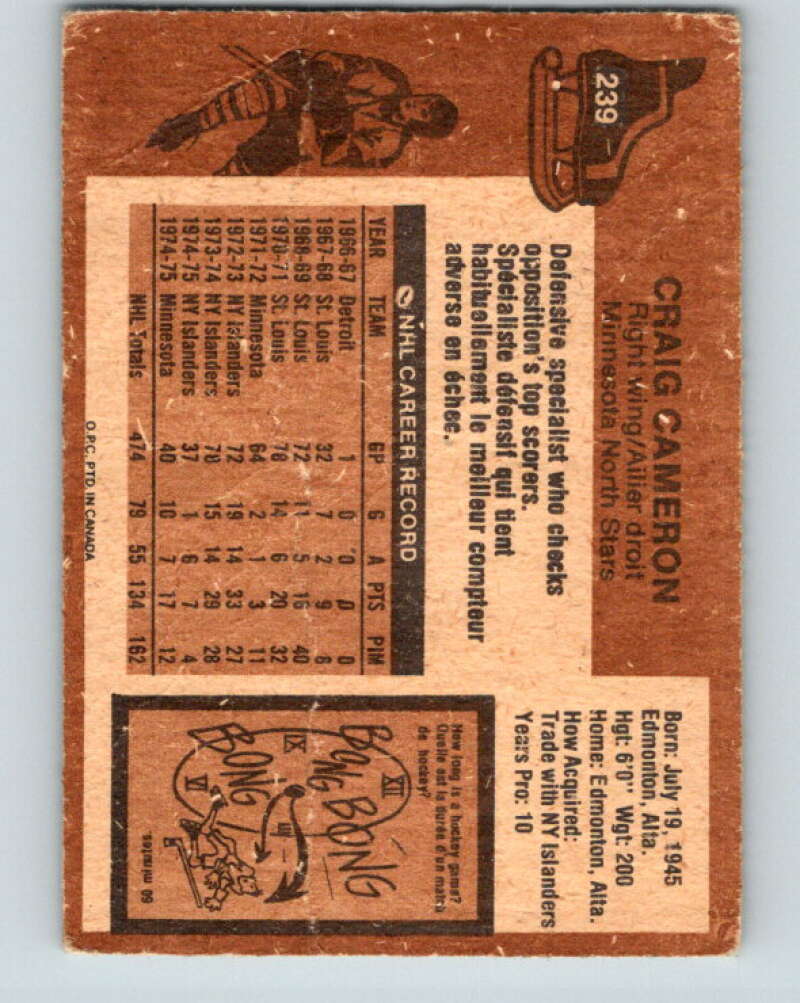 239
CRAIG CAMERON
Right wing/Ailier droit
Minnesota North Stars
Defensive specialist who checks
opposition's top scorers.
Spécialiste défensif qui tient
habituellement le meilleur compteur
adverse en échec.
Born: July 19, 1945
Edmonton, Alta.
Hgt: 6'0" Wgt: 200
Home: Edmonton, Alta.
How Acquired:
Trade with NY Islanders
Years Pro: 10
NHL CAREER RECORD
YEAR TEAM GP G A PTS PIM
1966-67 Detroit 1 0 0 0 0
1967-68 St. Louis 32 7 2 9 8
1968-69 St. Louis 72 11 5 16 40
1970-71 St. Louis 78 14 6 20 32
1971-72 Minnesota 64 2 1 3 11
1972-73 NY Islanders 72 19 14 33 27
1973-74 NY Islanders 78 15 14 29 28
1974-75 NY Islanders 37 1 6 7 4
1974-75 Minnesota 40 10 7 17 12
NHL Totals 474 79 55 134 162
How long is a hockey game?
Quelle est la durée d'un match
de hockey?
XII
BONG
BONG
BONG
IX
III
BONG
VI
60 minutes.
O.P.C. PTD. IN CANADA